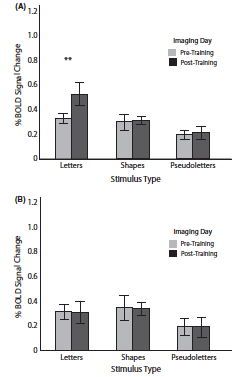 (A)
1.2
1.0
0.8
0.6
0.4
0.2
0
% BOLD Signal Change
**
Imaging Day
Pre-Training
Post-Training
Letters Shapes Pseudoletters
Stimulus Type
(B)
1.2
1.0
0.8
0.6
0.4
0.2
0
% BOLD Signal Change
Imaging Day
Pre-Training
Post-Training
Letters Shapes Pseudoletters
Stimulus Type